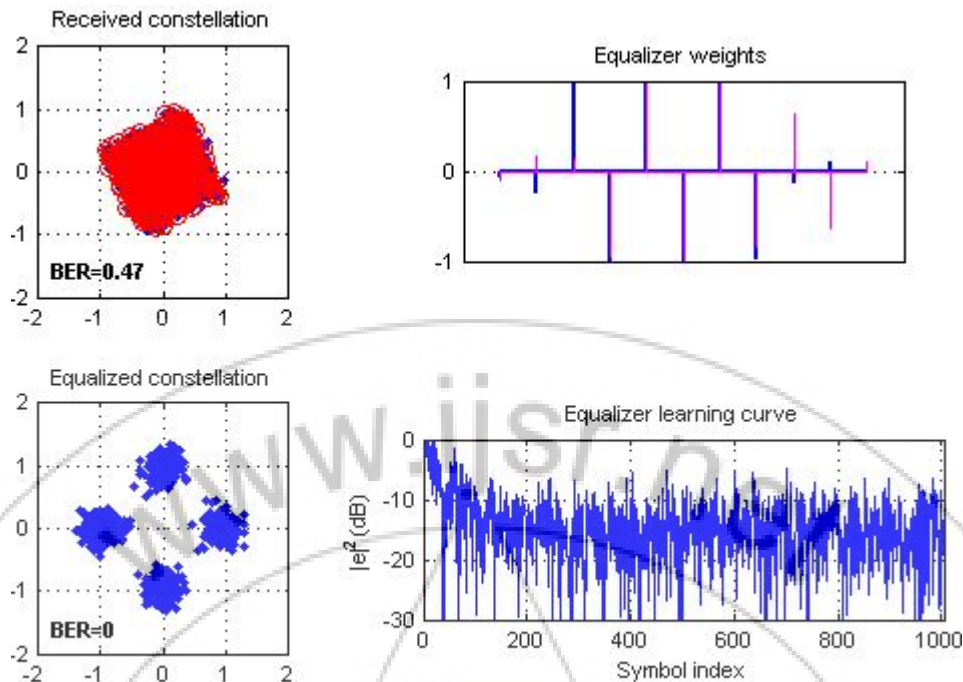 Received constellation
2
1
0
-1
-2
BER=0.47
-2 -1 0 1 2
Equalizer weights
1
0
-1
Equalized constellation
2
1
0
-1
-2
BER=0
-2 -1 0 1 2
Equalizer learning curve
0
-10
-20
-30
|e|² (dB)
0 200 400 600 800 1000
Symbol index
www.ijsr.ne